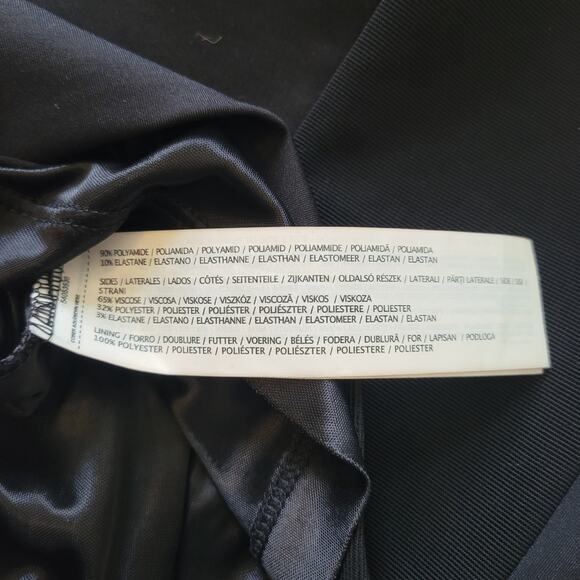 90% POLYAMIDE / POLIAMIDA / POLYAMID / POLIAMID / POLIAMMIDE / POLIAMIDĂ / POLIAMIDA
10% ELASTANE / ELASTANO / ELASTHANNE / ELASTHAN / ELASTOMEER / ELASTAN / ELASTAN
SIDES / LATERALES / LADOS / CÔTÉS / SEITENTEILE / ZIJKANTEN / OLDALSÓ RÉSZEK / LATERALI / PĂRȚI LATERALE / SIDE /
STRANI
65% VISCOSE / VISCOSA / VISKOSE / VISZKÓZ / VISCOZĂ / VISKOS / VISKOZA
32% POLYESTER / POLIESTER / POLIÉSTER / POLIÉSZTER / POLIESTERE / POLIESTER
3% ELASTANE / ELASTANO / ELASTHANNE / ELASTHAN / ELASTOMEER / ELASTAN / ELASTAN
LINING / FORRO / DOUBLURE / FUTTER / VOERING / BÉLÉS / FODERA / DUBLURĂ / FOR / LAPISAN / PODLOGA
100% POLYESTER / POLIESTER / POLIÉSTER / POLIÉSZTER / POLIESTERE / POLIESTER